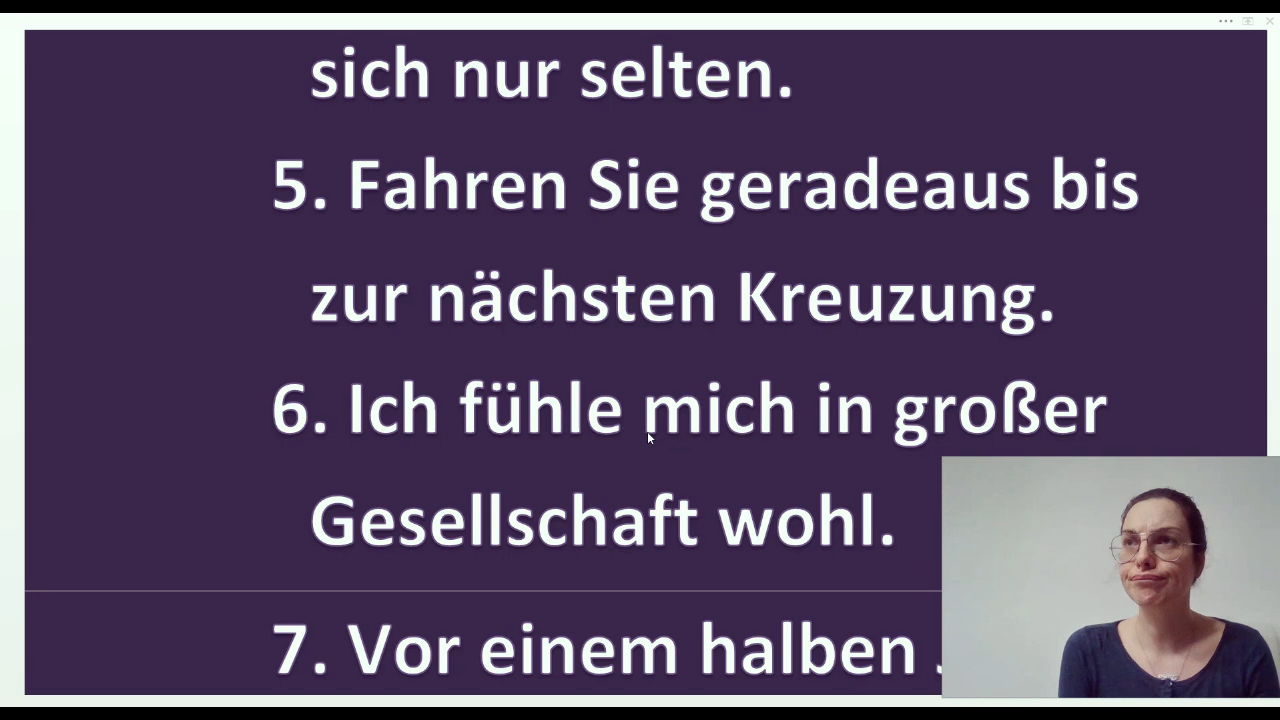 sich nur selten.
5. Fahren Sie geradeaus bis
zur nächsten Kreuzung.
6. Ich fühle mich in großer
Gesellschaft wohl.
7. Vor einem halben